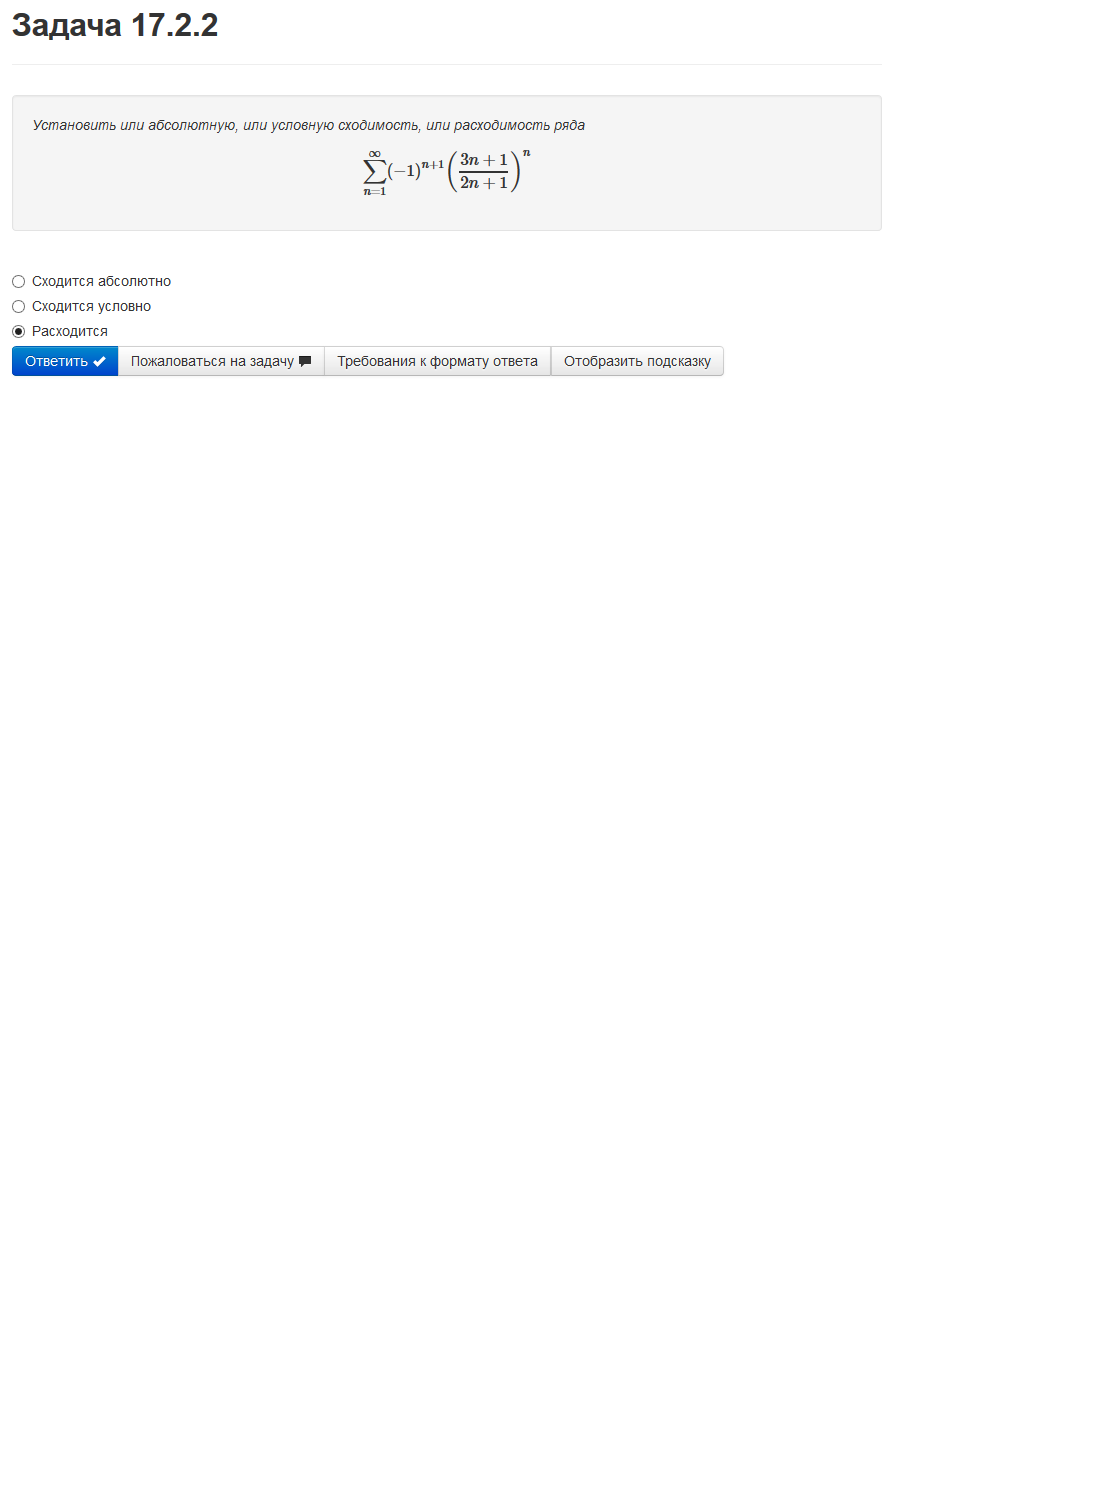 Задача 17.2.2
Установить или абсолютную, или условную сходимость, или расходимость ряда
\sum_{n=1}^{\infty} (-1)^{n+1} \left( \frac{3n+1}{2n+1} \right)^n
Сходится абсолютно
Сходится условно
Расходится
Ответить Пожаловаться на задачу Требования к формату ответа Отобразить подсказку